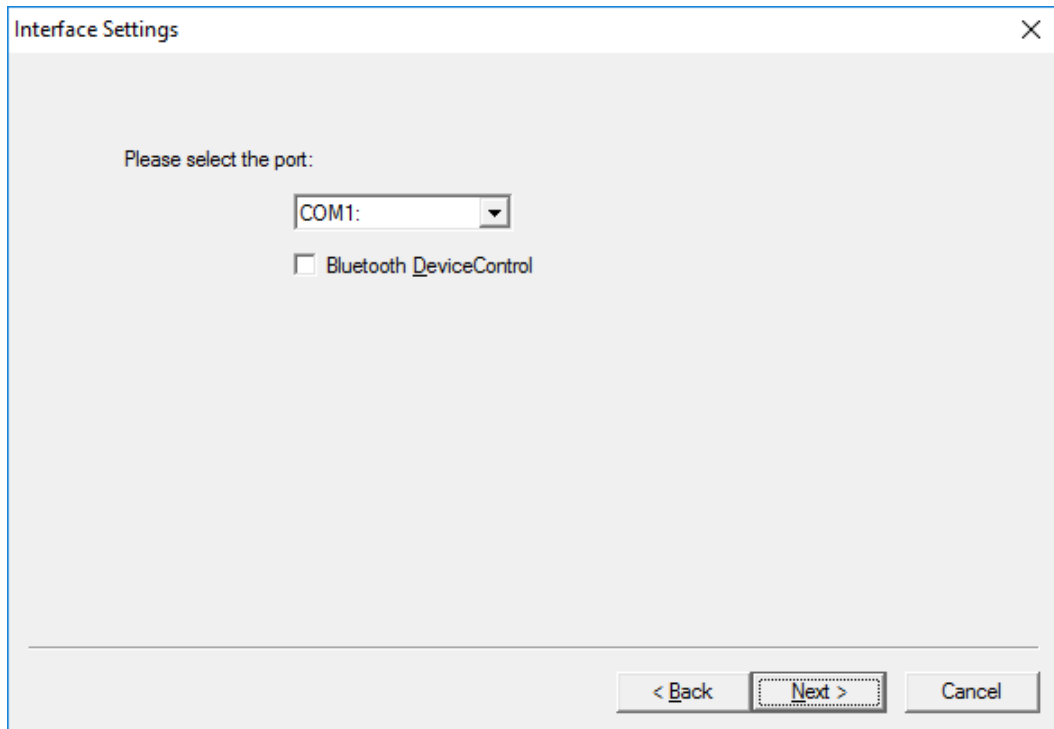 Interface Settings
Please select the port:
COM1:
Bluetooth DeviceControl
< Back
Next >
Cancel